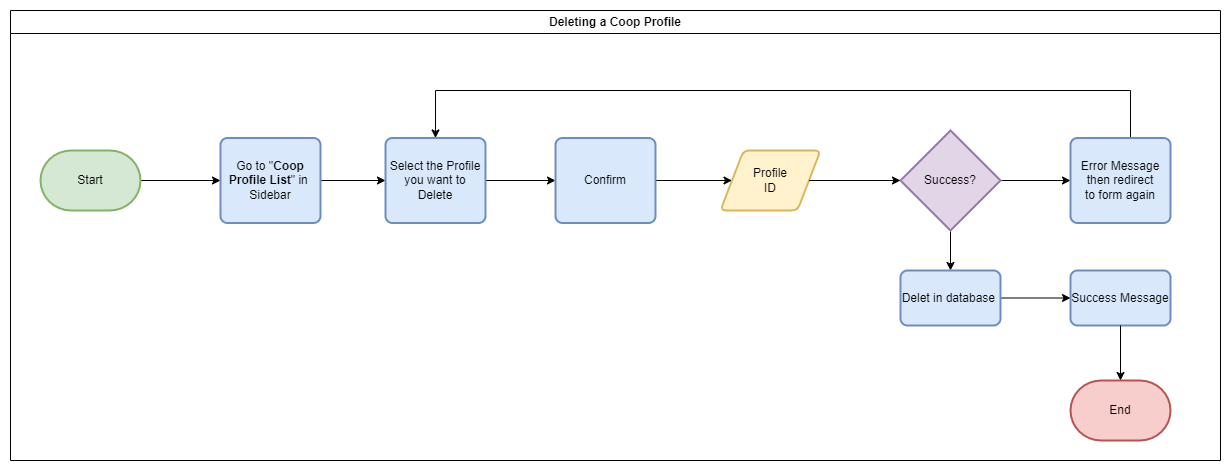 Deleting a Coop Profile
Start
Go to "Coop
Profile List" in
Sidebar
Select the Profile
you want to
Delete
Confirm
Profile
ID
Success?
Error Message
then redirect
to form again
Delet in database
Success Message
End